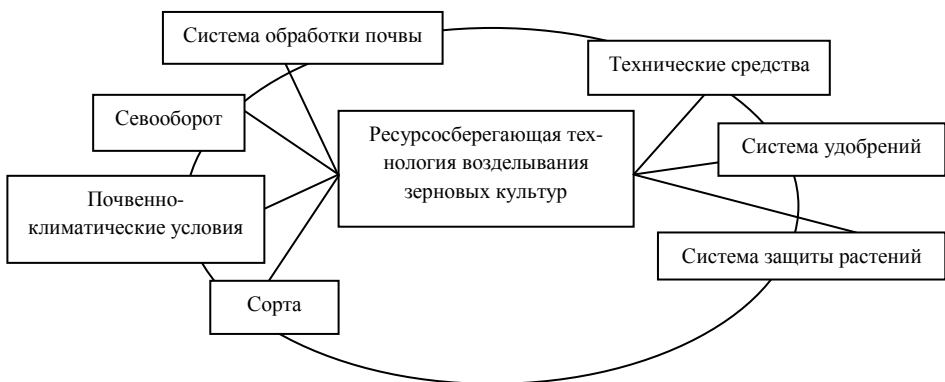 Система обработки почвы
Технические средства
Севооборот
Ресурсосберегающая тех-
нология возделывания
зерновых культур
Система удобрений
Почвенно-
климатические условия
Система защиты растений
Сорта